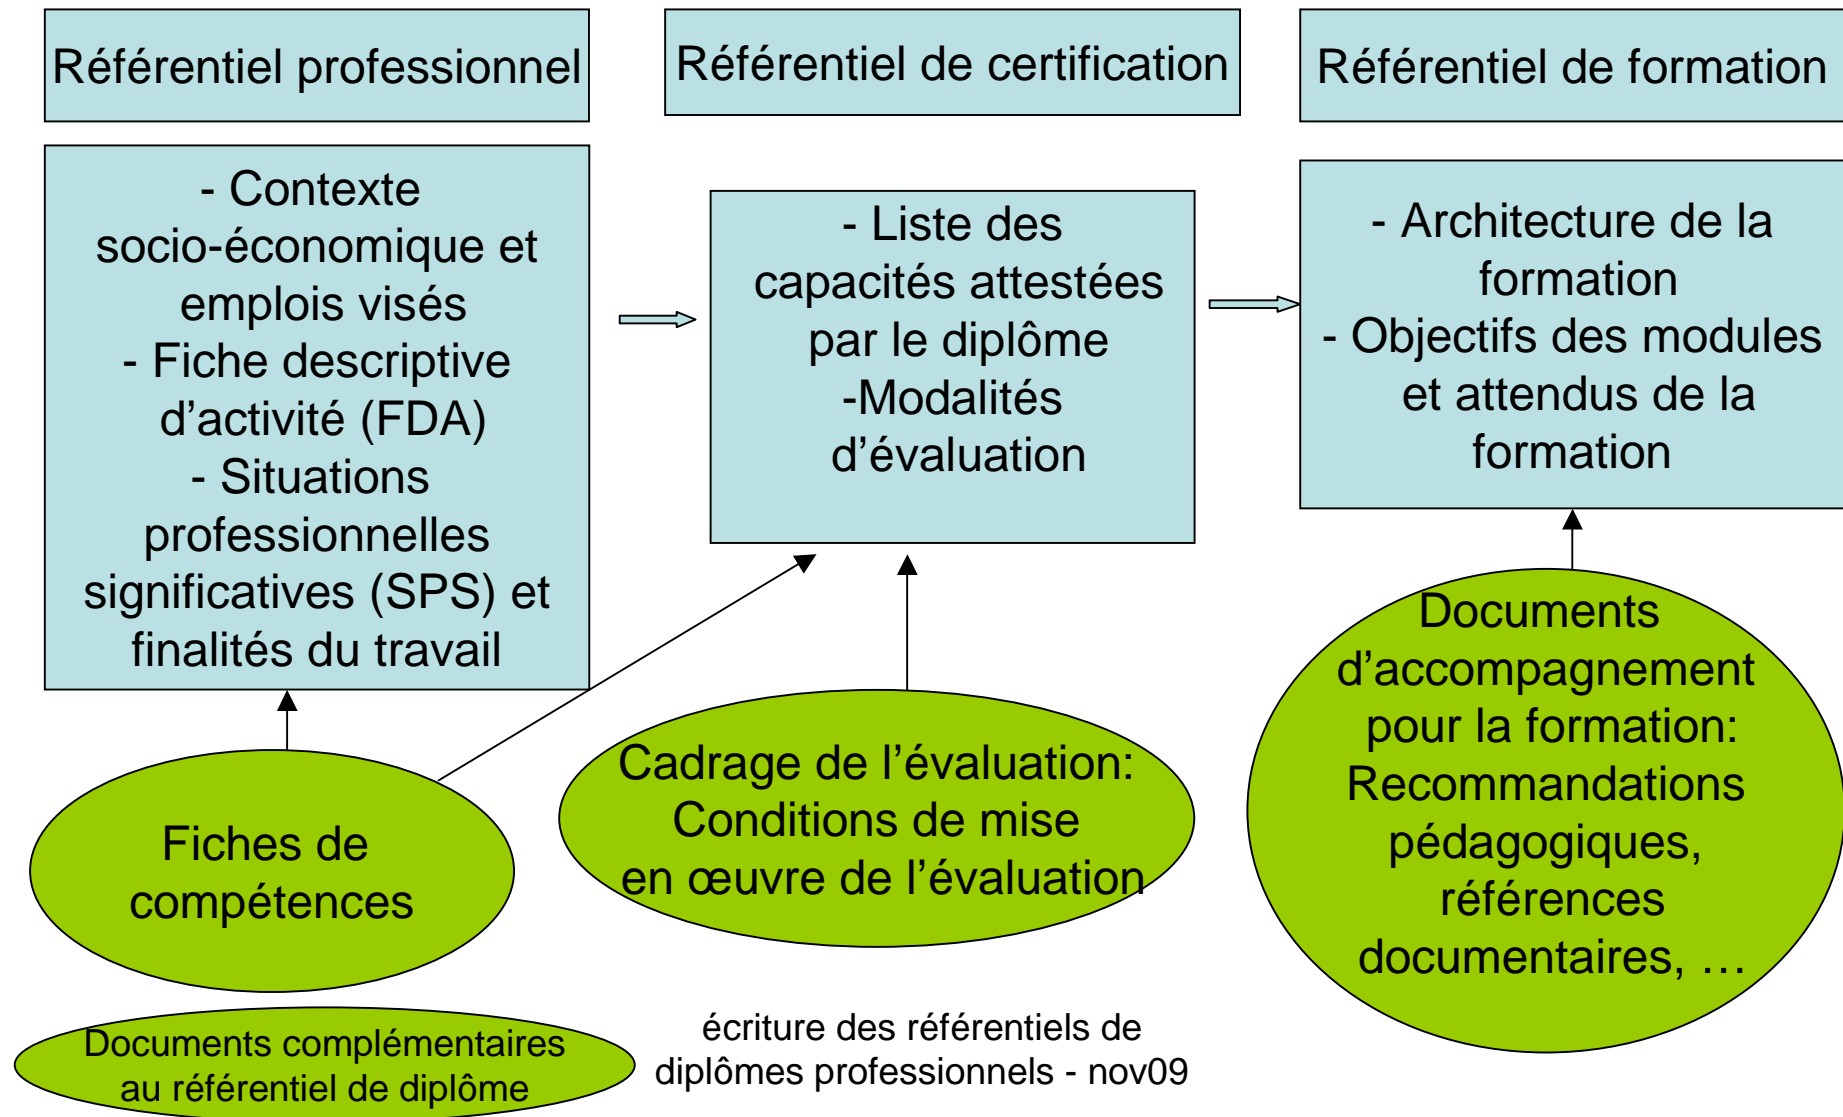 Référentiel professionnel
Référentiel de certification
Référentiel de formation
- Contexte
socio-économique et
emplois visés
- Fiche descriptive
d’activité (FDA)
- Situations
professionnelles
significatives (SPS) et
finalités du travail
- Liste des
capacités attestées
par le diplôme
-Modalités
d’évaluation
- Architecture de la
formation
- Objectifs des modules
et attendus de la
formation
Fiches de
compétences
Cadrage de l’évaluation:
Conditions de mise
en œuvre de l’évaluation
Documents
d’accompagnement
pour la formation:
Recommandations
pédagogiques,
références
documentaires, …
Documents complémentaires
au référentiel de diplôme
écriture des référentiels de
diplômes professionnels - nov09